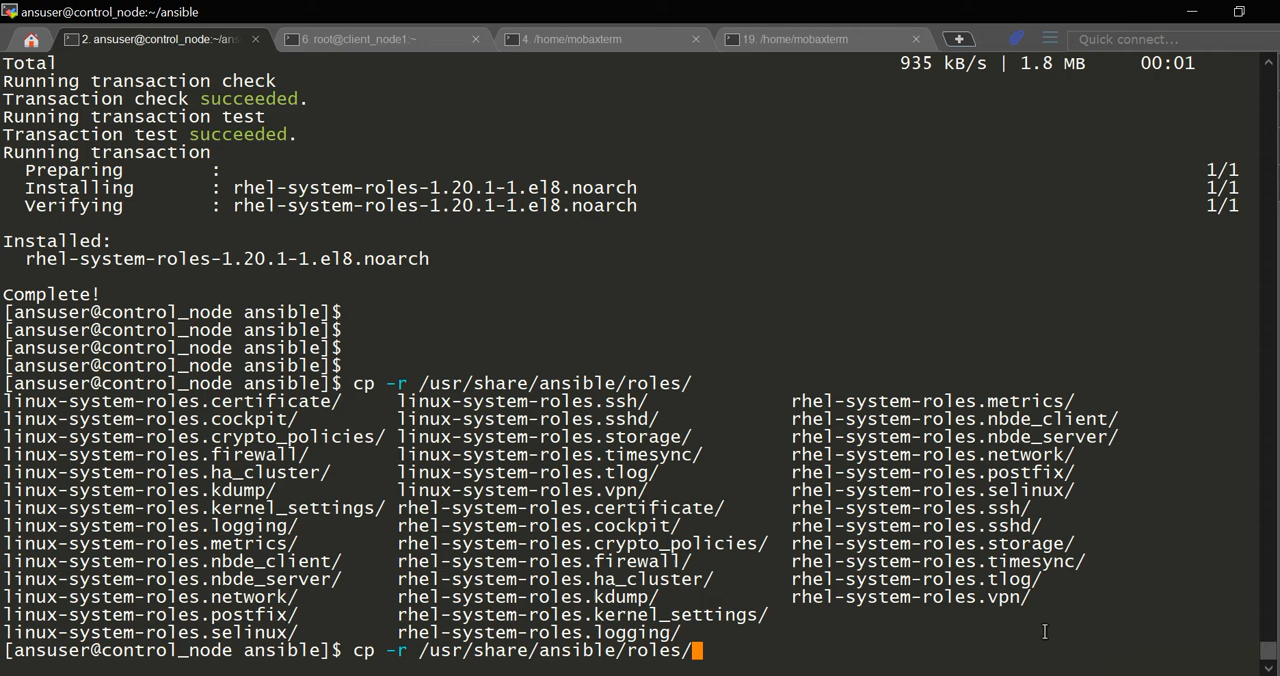 ansuser@control_node:~/ansible
2. ansuser@control_node:~/ans
6 root@client_node1:~
4. /home/mobaxterm
19. /home/mobaxterm
Quick connect...
Total 935 kB/s | 1.8 MB 00:01
Running transaction check
Transaction check succeeded.
Running transaction test
Transaction test succeeded.
Running transaction
Preparing : 1/1
Installing : rhel-system-roles-1.20.1-1.el8.noarch 1/1
Verifying : rhel-system-roles-1.20.1-1.el8.noarch 1/1
Installed:
rhel-system-roles-1.20.1-1.el8.noarch
Complete!
[ansuser@control_node ansible]$
[ansuser@control_node ansible]$
[ansuser@control_node ansible]$
[ansuser@control_node ansible]$
[ansuser@control_node ansible]$ cp -r /usr/share/ansible/roles/
linux-system-roles.certificate/ linux-system-roles.ssh/ rhel-system-roles.metrics/
linux-system-roles.cockpit/ linux-system-roles.sshd/ rhel-system-roles.nbde_client/
linux-system-roles.crypto_policies/ linux-system-roles.storage/ rhel-system-roles.nbde_server/
linux-system-roles.firewall/ linux-system-roles.timesync/ rhel-system-roles.network/
linux-system-roles.ha_cluster/ linux-system-roles.tlog/ rhel-system-roles.postfix/
linux-system-roles.kdump/ linux-system-roles.vpn/ rhel-system-roles.selinux/
linux-system-roles.kernel_settings/ rhel-system-roles.certificate/ rhel-system-roles.ssh/
linux-system-roles.logging/ rhel-system-roles.cockpit/ rhel-system-roles.sshd/
linux-system-roles.metrics/ rhel-system-roles.crypto_policies/ rhel-system-roles.storage/
linux-system-roles.nbde_client/ rhel-system-roles.firewall/ rhel-system-roles.timesync/
linux-system-roles.nbde_server/ rhel-system-roles.ha_cluster/ rhel-system-roles.tlog/
linux-system-roles.network/ rhel-system-roles.kdump/ rhel-system-roles.vpn/
linux-system-roles.postfix/ rhel-system-roles.kernel_settings/
linux-system-roles.selinux/ rhel-system-roles.logging/
[ansuser@control_node ansible]$ cp -r /usr/share/ansible/roles/